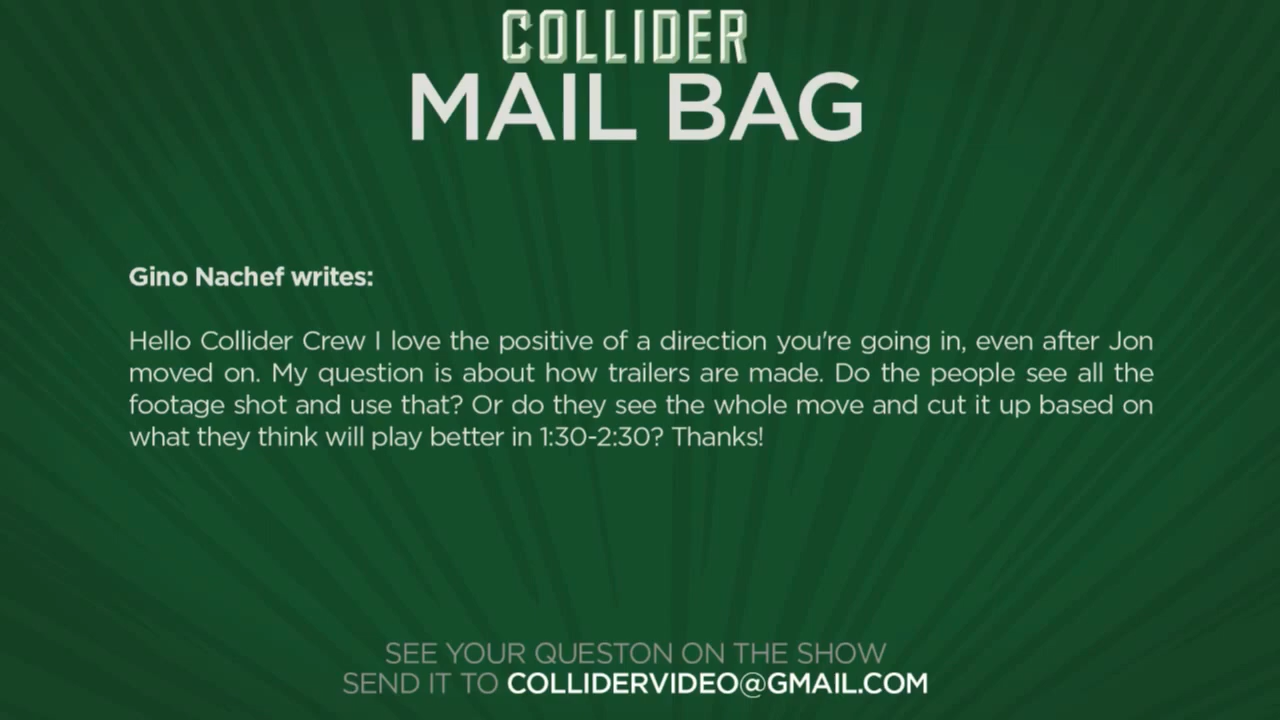 COLLIDER
MAIL BAG
Gino Nachef writes:
Hello Collider Crew I love the positive of a direction you're going in, even after Jon
moved on. My question is about how trailers are made. Do the people see all the
footage shot and use that? Or do they see the whole move and cut it up based on
what they think will play better in 1:30-2:30? Thanks!
SEE YOUR QUESTON ON THE SHOW
SEND IT TO COLLIDERVIDEO@GMAIL.COM